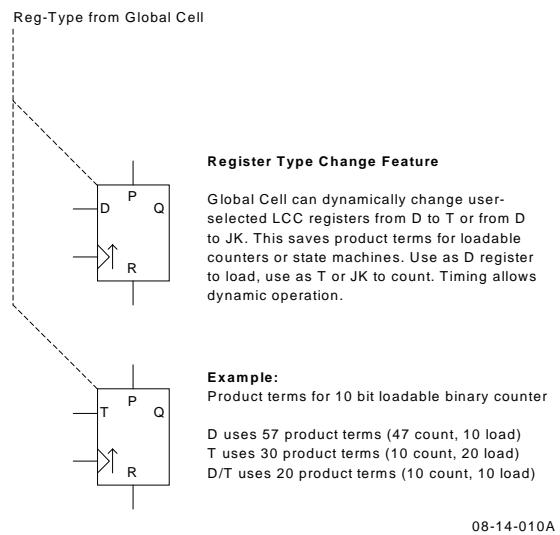 Reg-Type from Global Cell
P
D Q
R
Register Type Change Feature
Global Cell can dynamically change user-
selected LCC registers from D to T or from D
to JK. This saves product terms for loadable
counters or state machines. Use as D register
to load, use as T or JK to count. Timing allows
dynamic operation.
P
T Q
R
Example:
Product terms for 10 bit loadable binary counter
D uses 57 product terms (47 count, 10 load)
T uses 30 product terms (10 count, 20 load)
D/T uses 20 product terms (10 count, 10 load)
08-14-010A